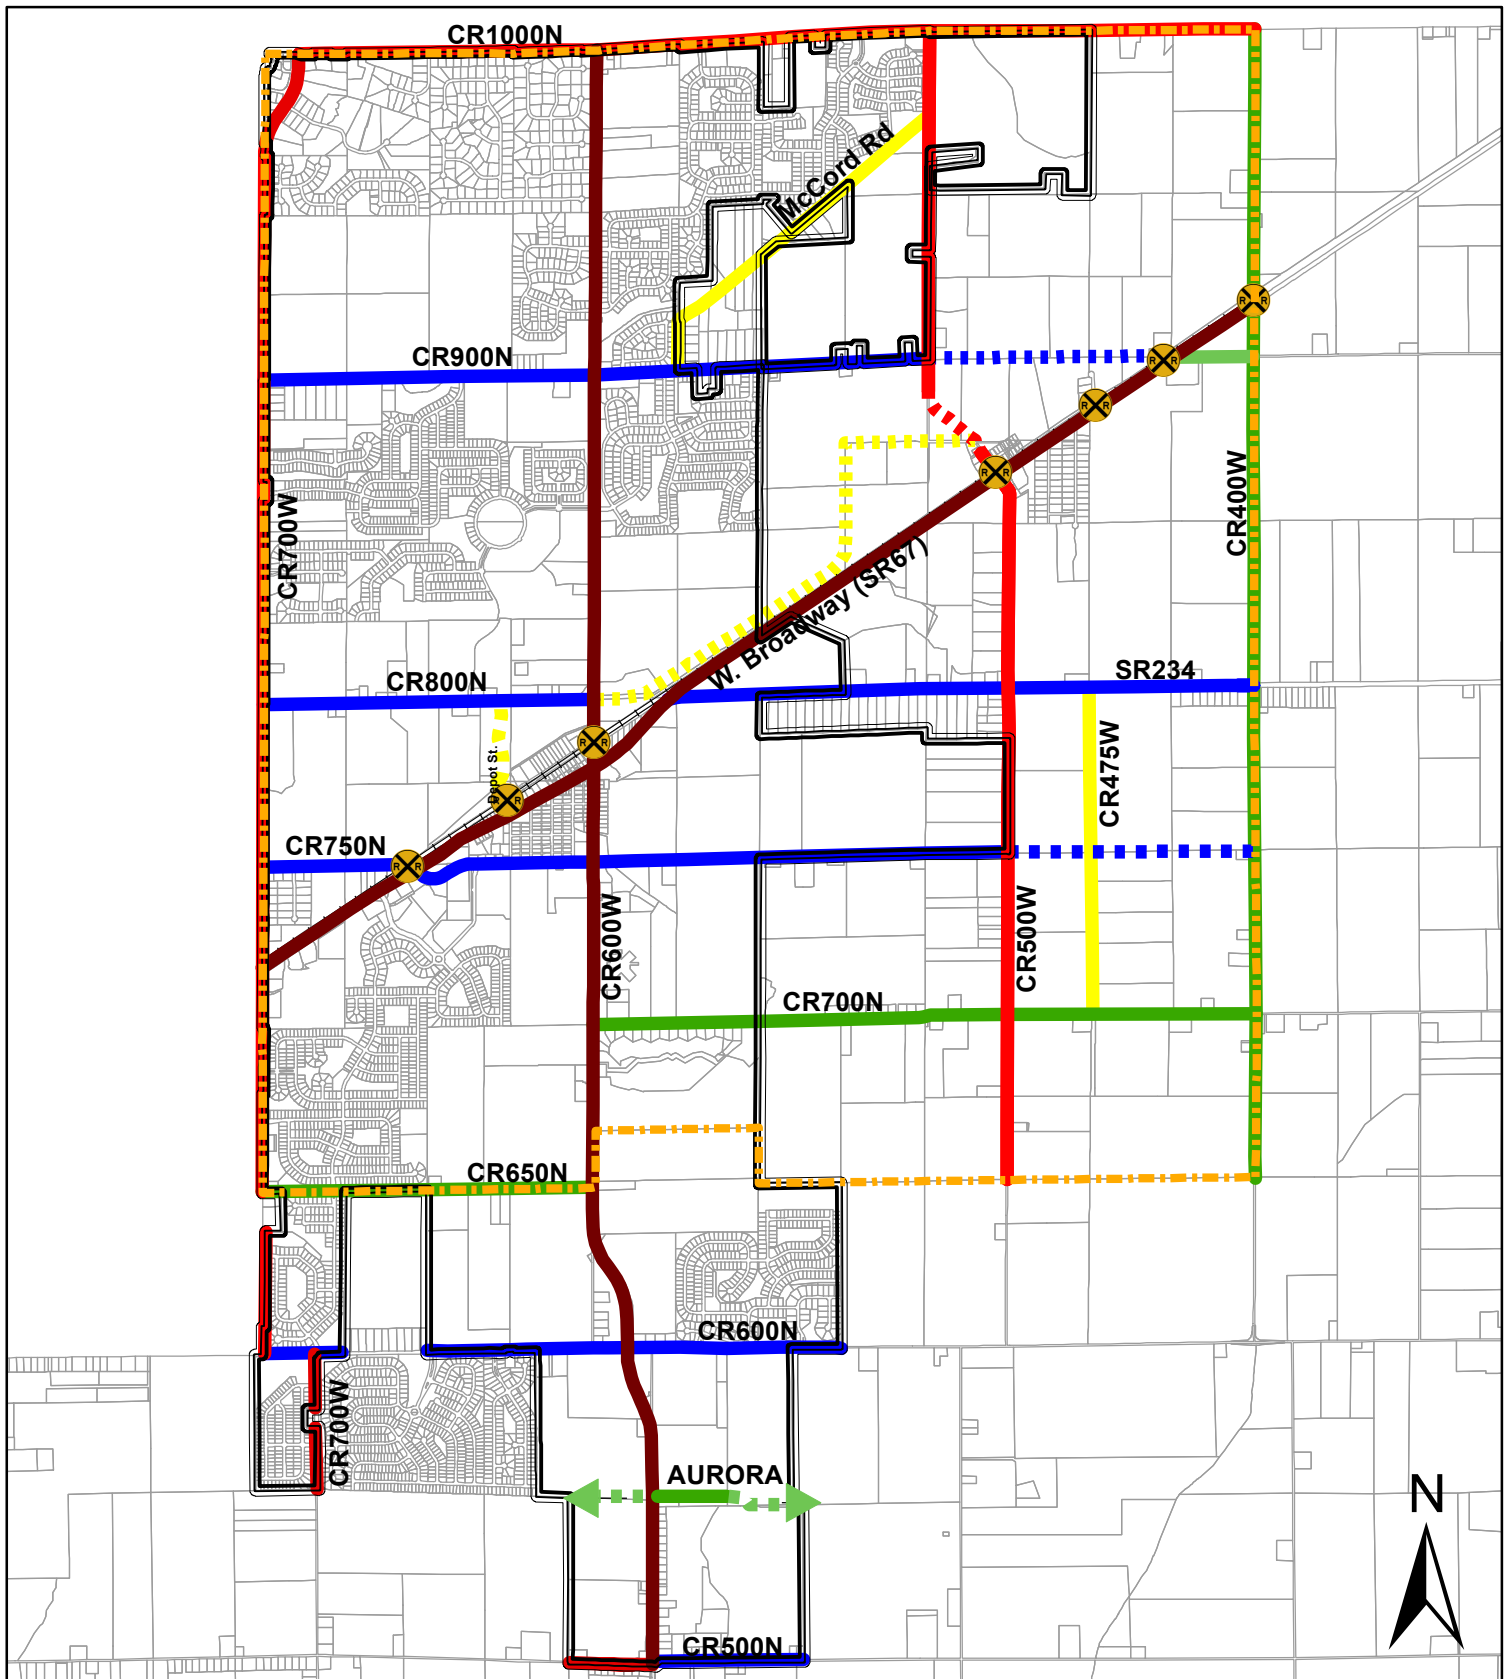 CR1000N
McCord Rd
R R
CR900N
R R
R R
CR700W
CR400W
R R
W. Broadway (SR67)
CR800N
SR234
CR475W
R R
Depot St.
R R
CR750N
R R
CR600W
CR500W
CR700N
CR650N
CR600N
CR700W
AURORA
N
CR500N